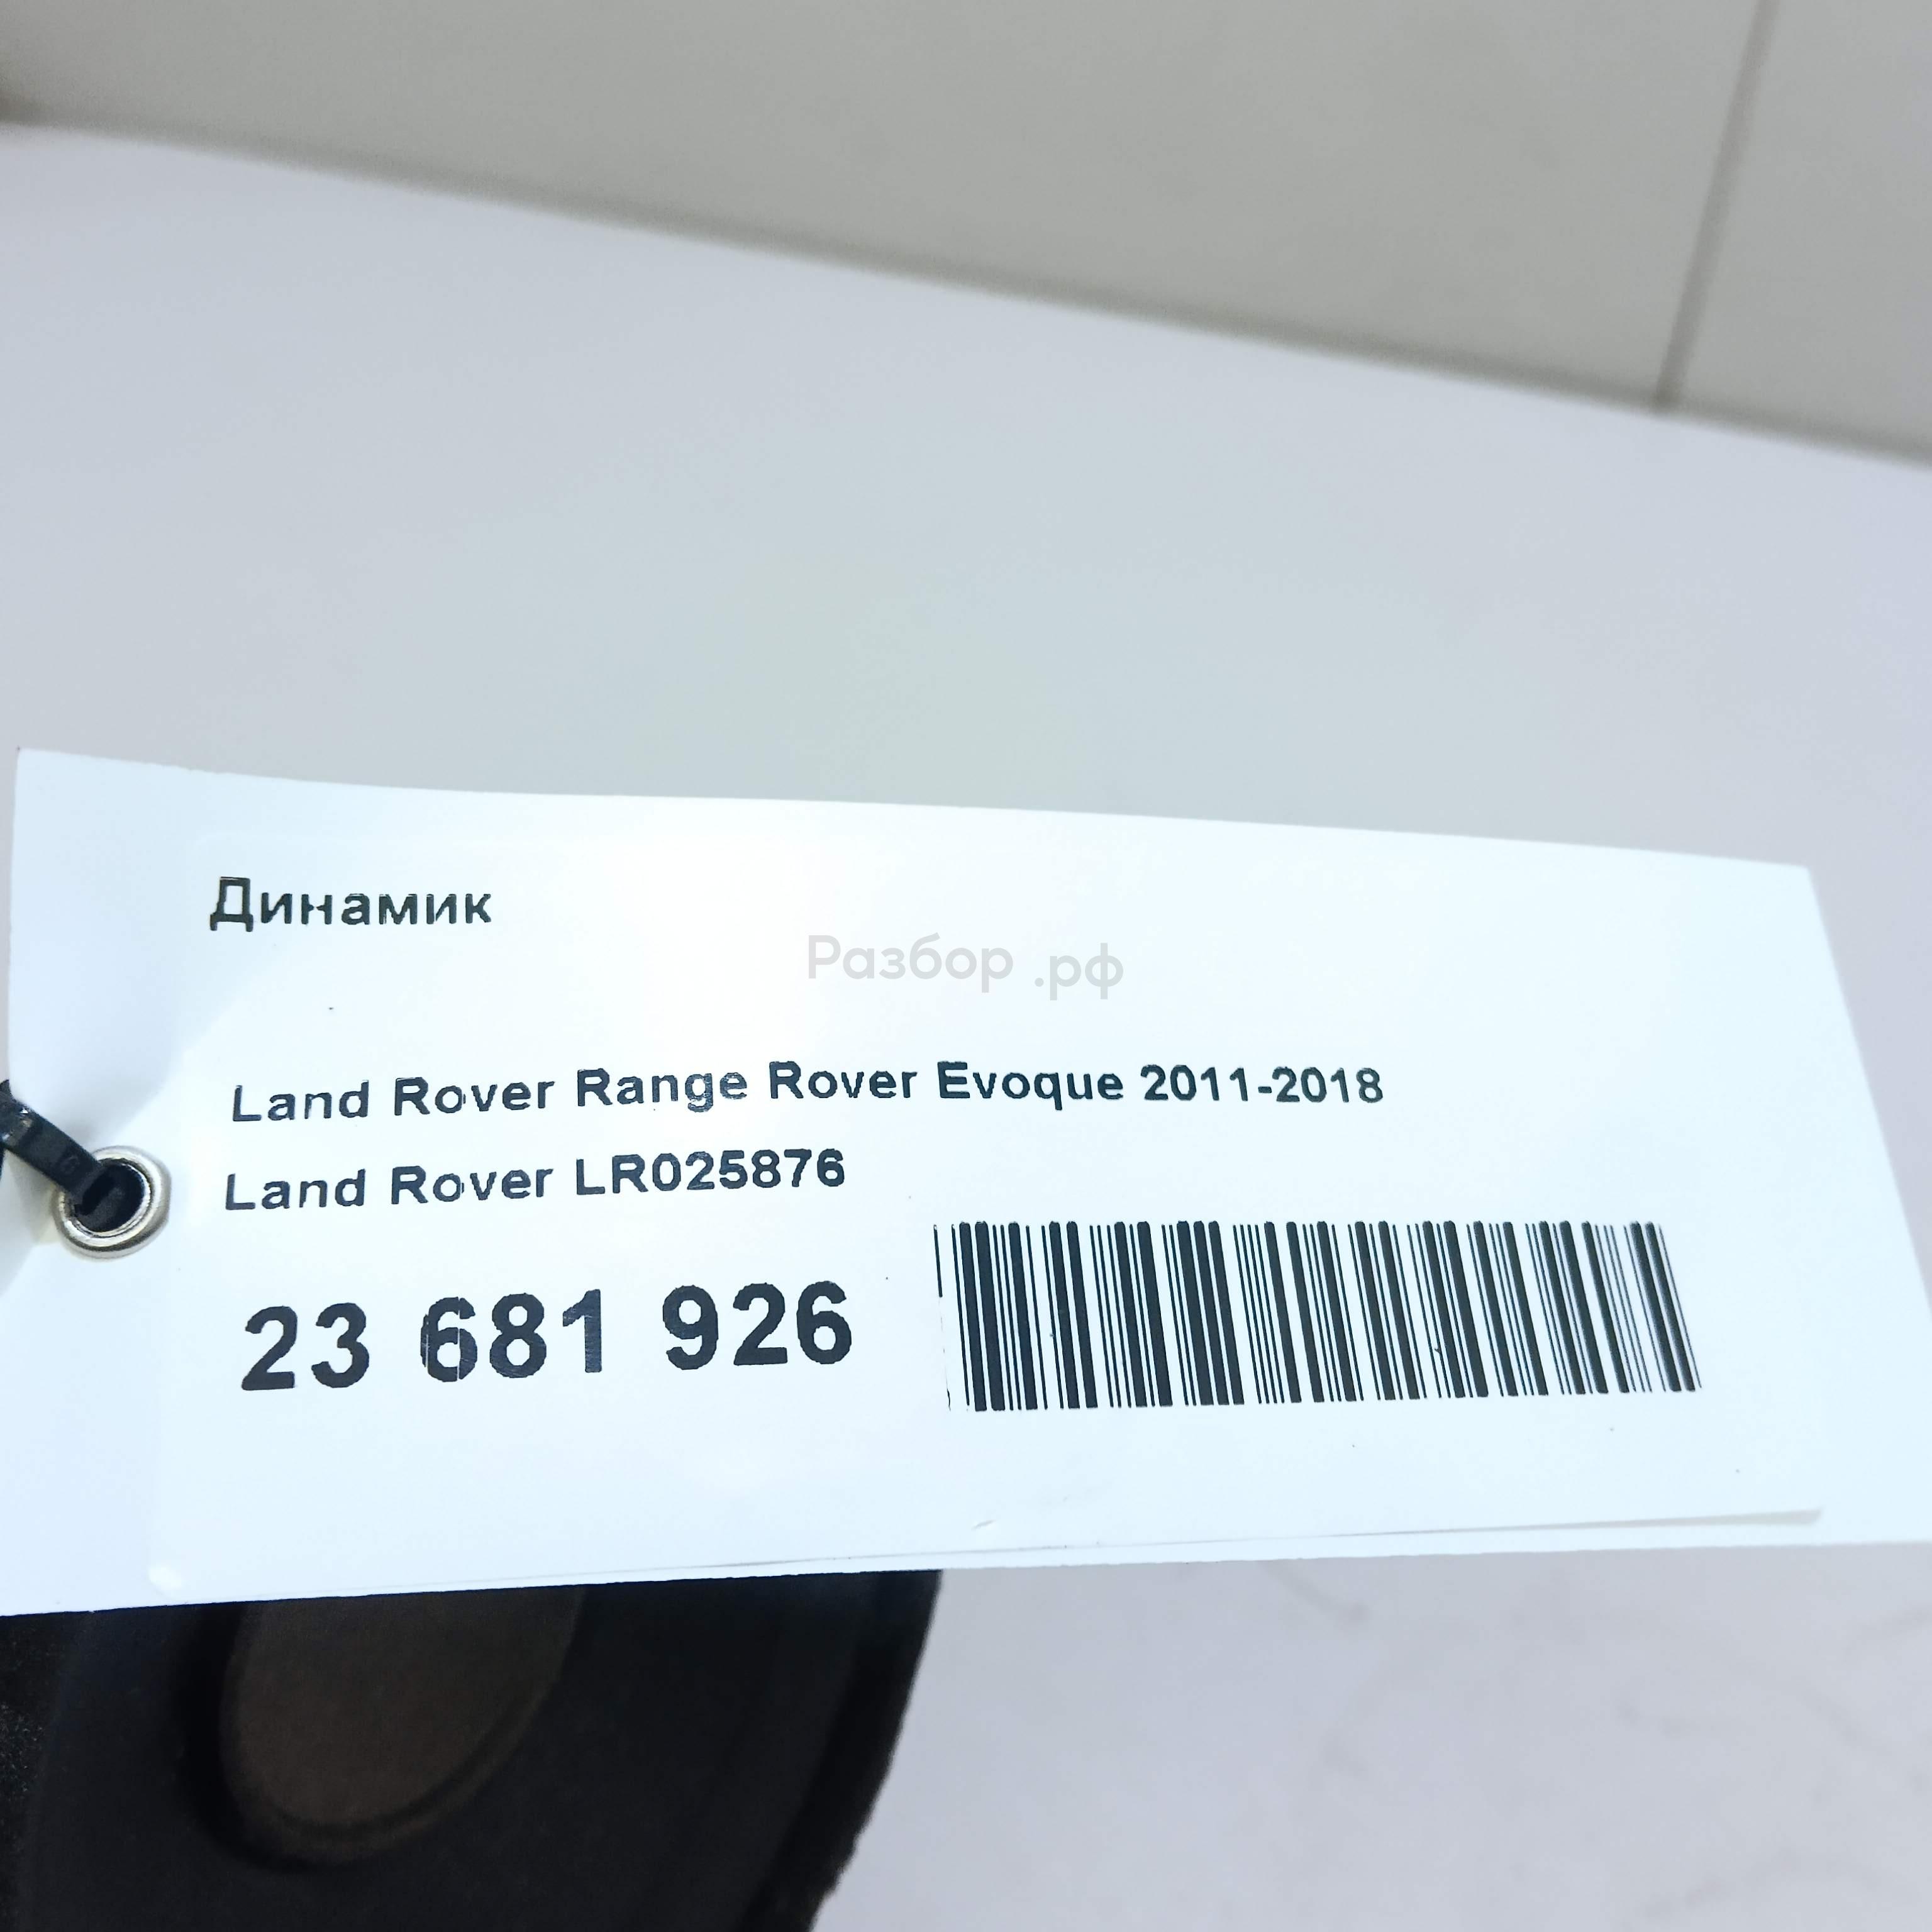 Динамик
Разбор .рф
Land Rover Range Rover Evoque 2011-2018
Land Rover LR025876
23 681 926